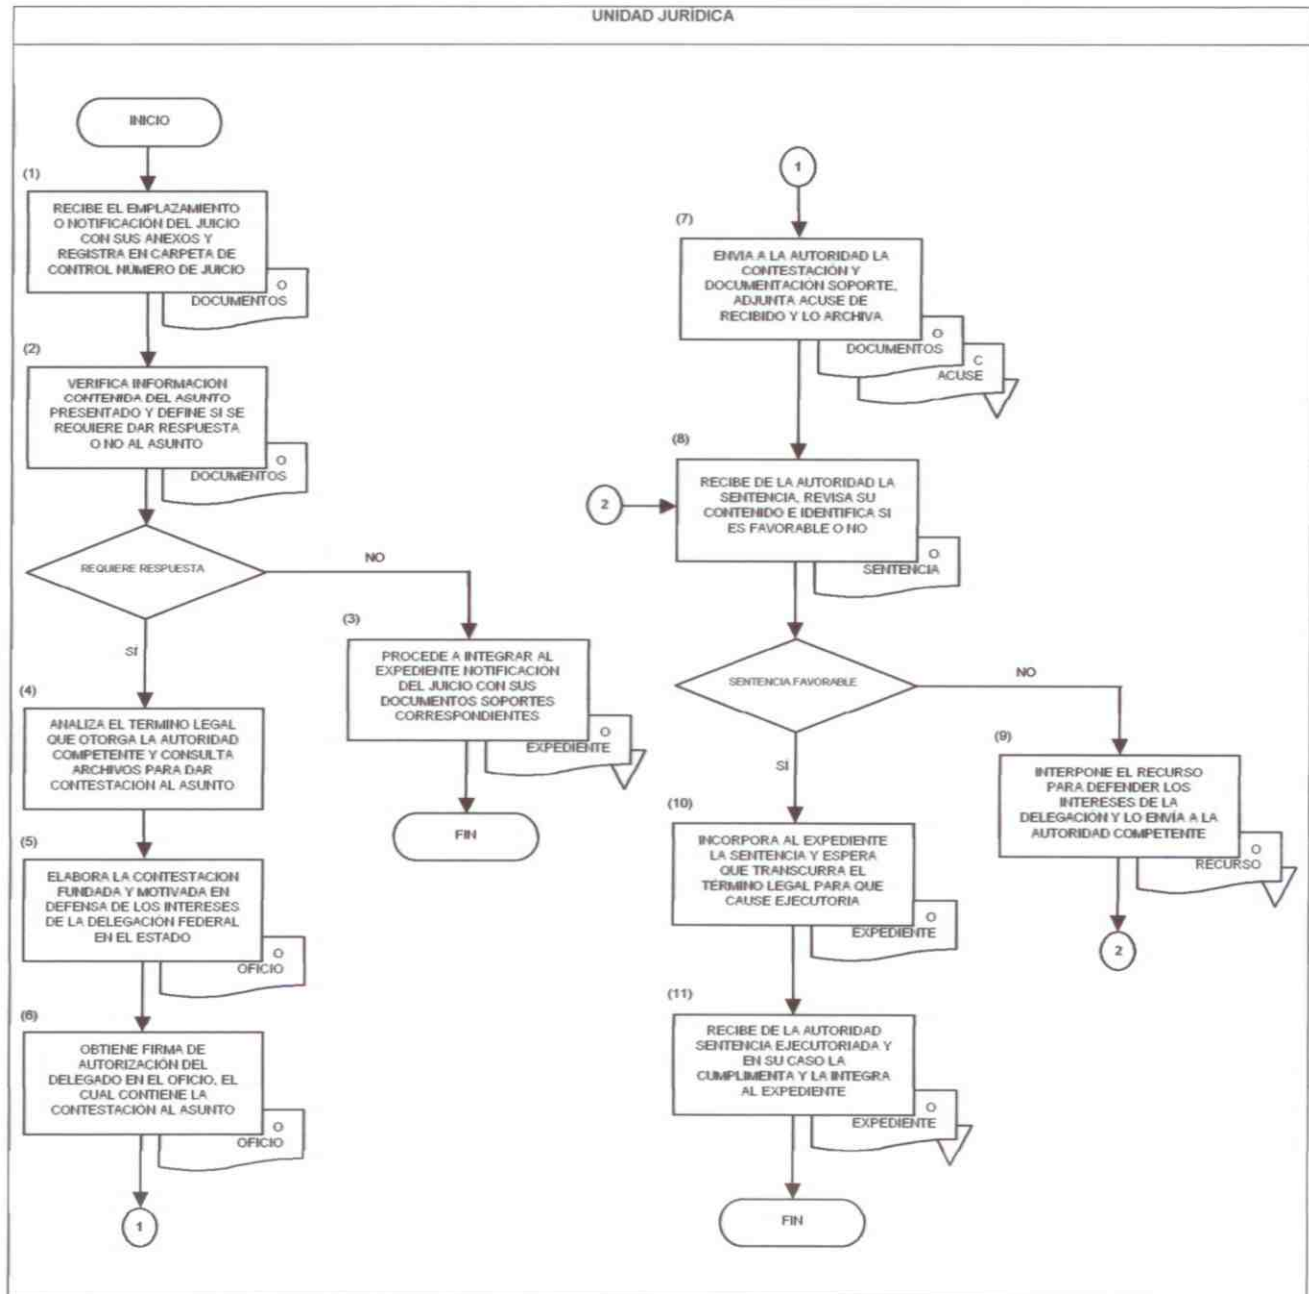 UNIDAD JURÍDICA
INICIO
(1)
RECIBE EL EMPLAZAMIENTO
O NOTIFICACIÓN DEL JUICIO
CON SUS ANEXOS Y
REGISTRA EN CARPETA DE
CONTROL NUMERO DE JUICIO
O
DOCUMENTOS
(2)
VERIFICA INFORMACIÓN
CONTENIDA DEL ASUNTO
PRESENTADO Y DEFINE SI SE
REQUIERE DAR RESPUESTA
O NO AL ASUNTO
O
DOCUMENTOS
REQUIERE RESPUESTA
NO
SÍ
(3)
PROCEDE A INTEGRAR AL
EXPEDIENTE NOTIFICACIÓN
DEL JUICIO CON SUS
DOCUMENTOS SOPORTES
CORRESPONDIENTES
O
EXPEDIENTE
FIN
(4)
ANALIZA EL TERMINO LEGAL
QUE OTORGA LA AUTORIDAD
COMPETENTE Y CONSULTA
ARCHIVOS PARA DAR
CONTESTACIÓN AL ASUNTO
(5)
ELABORA LA CONTESTACION
FUNDADA Y MOTIVADA EN
DEFENSA DE LOS INTERESES
DE LA DELEGACIÓN FEDERAL
EN EL ESTADO
O
OFICIO
(6)
OBTIENE FIRMA DE
AUTORIZACIÓN DEL
DELEGADO EN EL OFICIO, EL
CUAL CONTIENE LA
CONTESTACIÓN AL ASUNTO
O
OFICIO
1
1
(7)
ENVIA A LA AUTORIDAD LA
CONTESTACIÓN Y
DOCUMENTACIÓN SOPORTE,
ADJUNTA ACUSE DE
RECIBIDO Y LO ARCHIVA
O
DOCUMENTOS
C
ACUSE
(8)
2
RECIBE DE LA AUTORIDAD LA
SENTENCIA, REVISA SU
CONTENIDO E IDENTIFICA SI
ES FAVORABLE O NO
O
SENTENCIA
SENTENCIA FAVORABLE
NO
SÍ
(9)
INTERPONE EL RECURSO
PARA DEFENDER LOS
INTERESES DE LA
DELEGACIÓN Y LO ENVÍA A LA
AUTORIDAD COMPETENTE
O
RECURSO
2
(10)
INCORPORA AL EXPEDIENTE
LA SENTENCIA Y ESPERA
QUE TRANSCURRA EL
TÉRMINO LEGAL PARA QUE
CAUSE EJECUTORIA
O
EXPEDIENTE
(11)
RECIBE DE LA AUTORIDAD
SENTENCIA EJECUTORIADA Y
EN SU CASO LA
CUMPLIMENTA Y LA INTEGRA
AL EXPEDIENTE
O
EXPEDIENTE
FIN